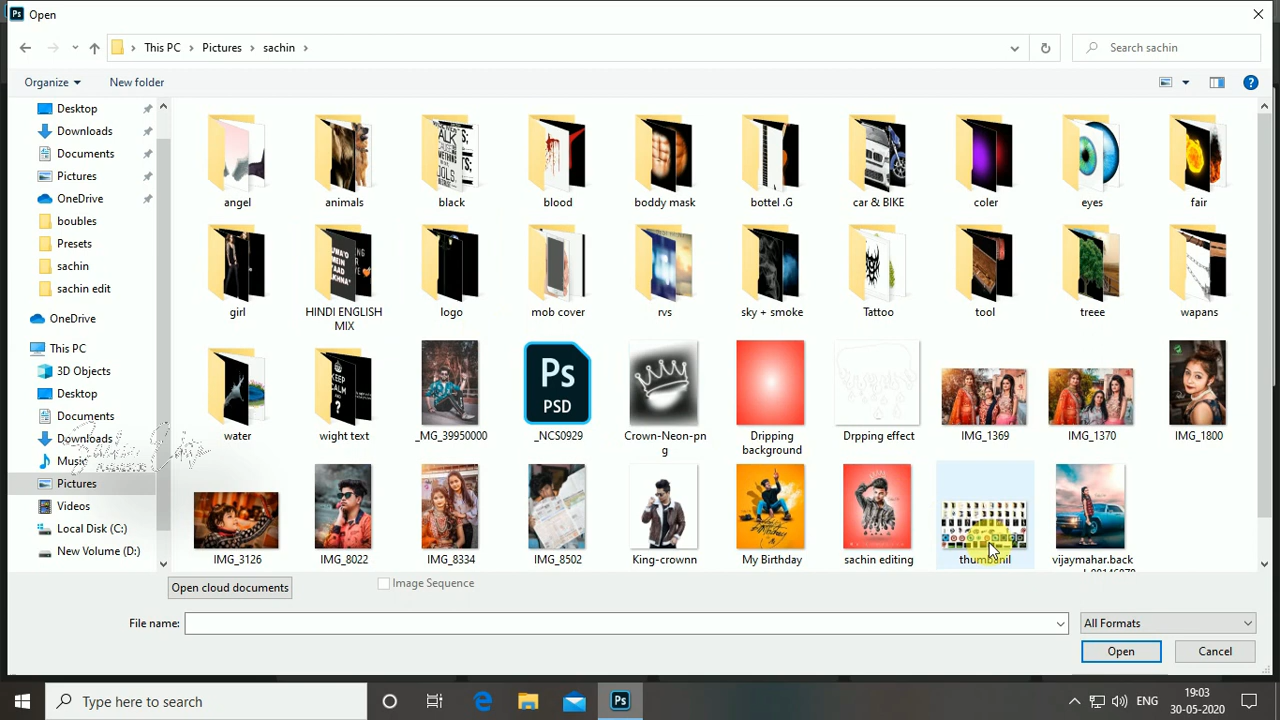 Open
This PC
Pictures
sachin
Search sachin
Organize
New folder
Desktop
Downloads
Documents
Pictures
OneDrive
boubles
Presets
sachin
sachin edit
OneDrive
This PC
3D Objects
Desktop
Documents
Downloads
Music
Pictures
Videos
Local Disk (C:)
New Volume (D:)
angel
animals
black
blood
boddy mask
bottel .G
car & BIKE
coler
eyes
fair
girl
HINDI ENGLISH
MIX
logo
mob cover
rvs
sky + smoke
Tattoo
tool
treee
wapans
water
wight text
_MG_39950000
Ps
PSD
_NCS0929
Crown-Neon-pn
g
Dripping
background
Drpping effect
IMG_1369
IMG_1370
IMG_1800
IMG_3126
IMG_8022
IMG_8334
IMG_8502
King-crownn
My Birthday
sachin editing
thumbanil
vijaymahar.back
Open cloud documents
Image Sequence
File name:
All Formats
Open
Cancel
Type here to search
Ps
ENG
19:03
30-05-2020